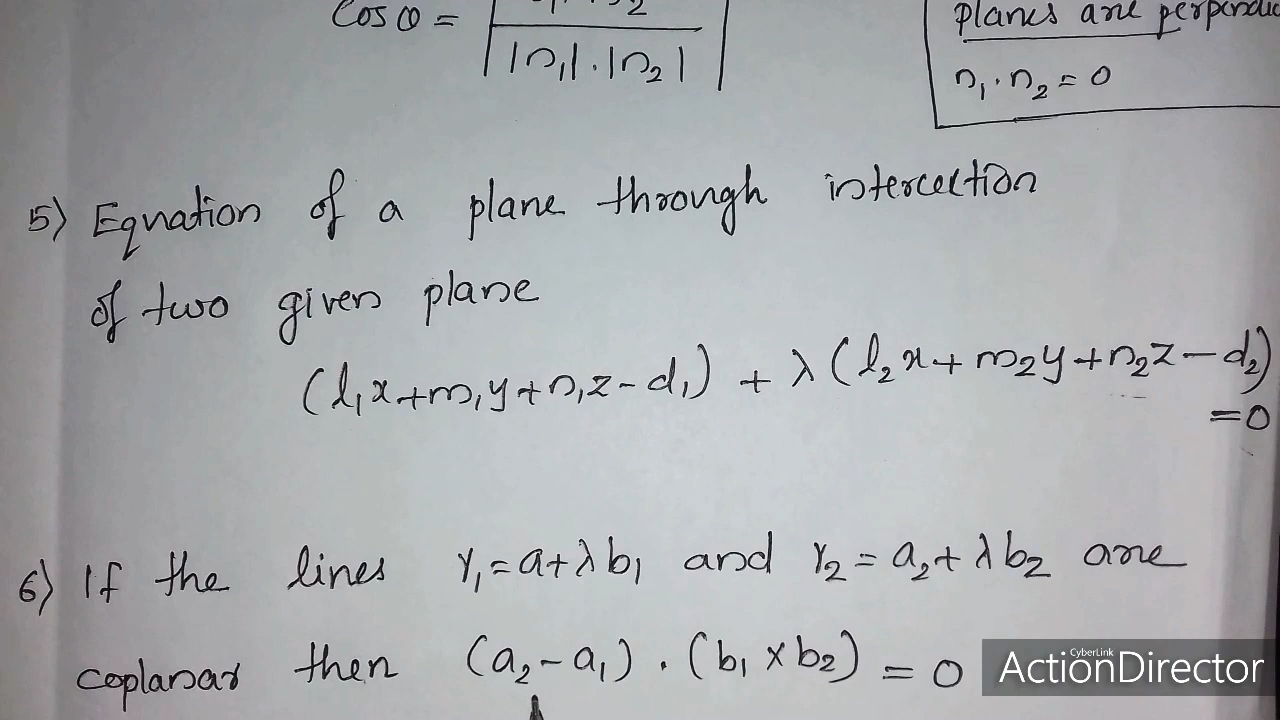 Cos θ =
|n₁|.|n₂|
planes are
n₁.n₂ = 0
5) Equation of a plane through intercection
of two given plane
(l₁x+m₁y+n₁z-d₁) + λ(l₂x+m₂y+n₂z-d₂)
=0
6) If the lines r₁=a+λb₁ and r₂=a₂+λb₂ are
coplanar then (a₂-a₁).(b₁×b₂) = 0
CyberLink
ActionDirector